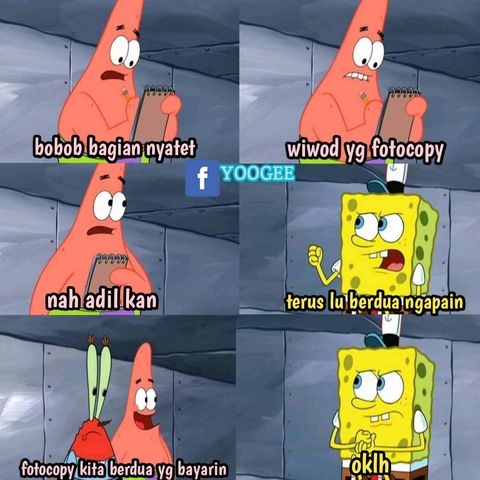 bobob bagian nyatet
wiwod yg fotocopy
f YOOGEE
nah adil kan
terus lu berdua ngapain
fotocopy kita berdua yg bayarin
oklh